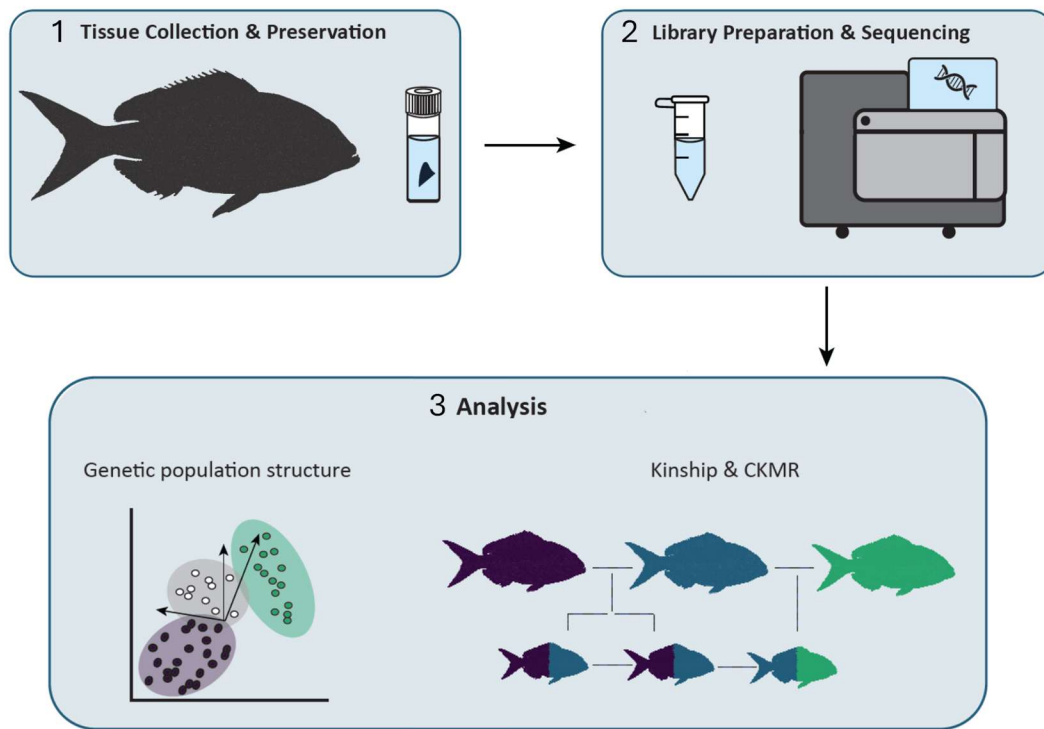 1 Tissue Collection & Preservation
2 Library Preparation & Sequencing
3 Analysis
Genetic population structure
Kinship & CKMR